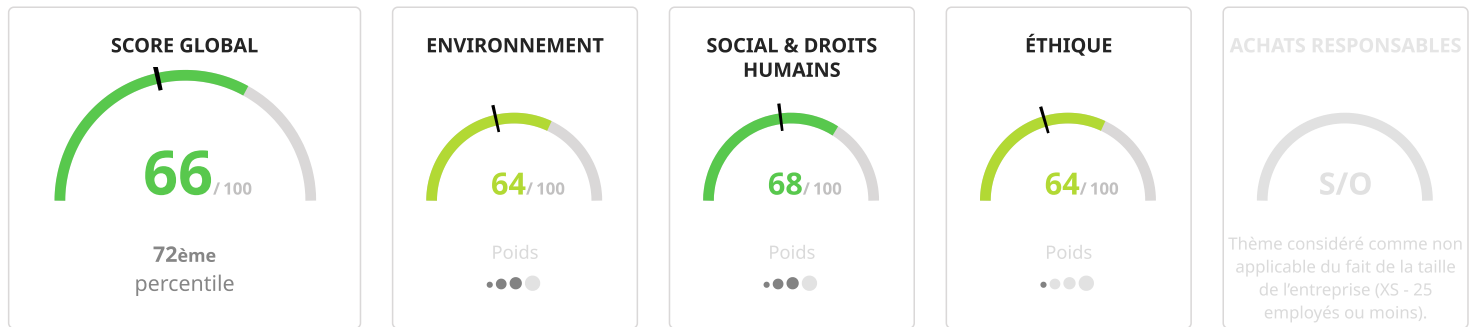 SCORE GLOBAL
66 / 100
72ème
percentile
ENVIRONNEMENT
64 / 100
Poids
SOCIAL & DROITS
HUMAINS
68 / 100
Poids
ÉTHIQUE
64 / 100
Poids
ACHATS RESPONSABLES
S/O
Thème considéré comme non
applicable du fait de la taille
de l'entreprise (XS - 25
employés ou moins).